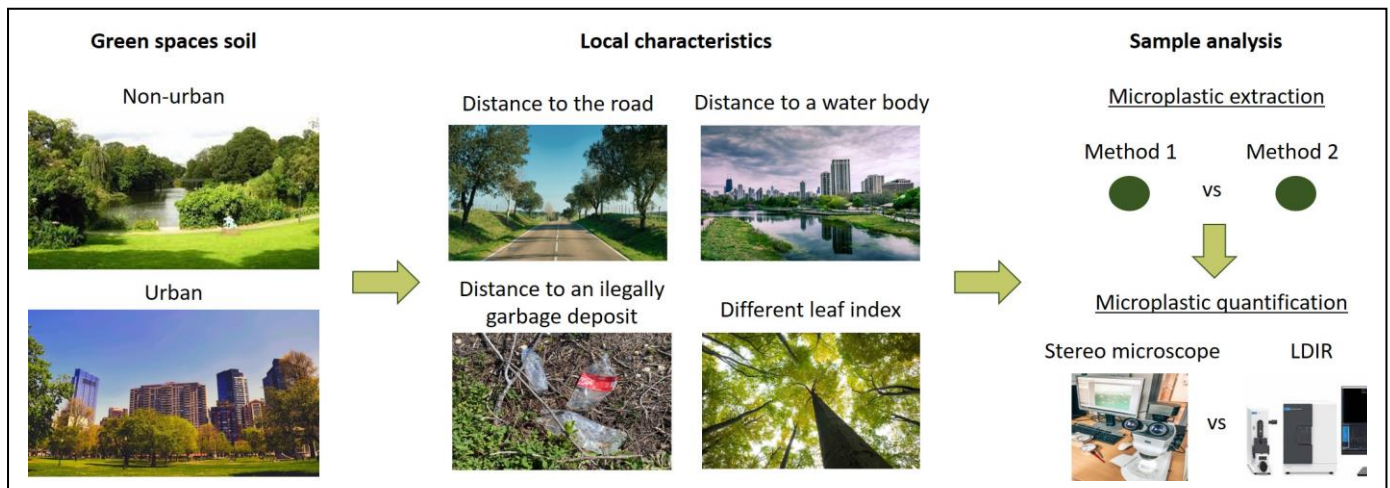 Green spaces soil
Non-urban
Urban
Local characteristics
Distance to the road
Distance to a water body
Distance to an ilegally
garbage deposit
Different leaf index
Sample analysis
Microplastic extraction
Method 1
vs
Method 2
Microplastic quantification
Stereo microscope
vs
LDIR